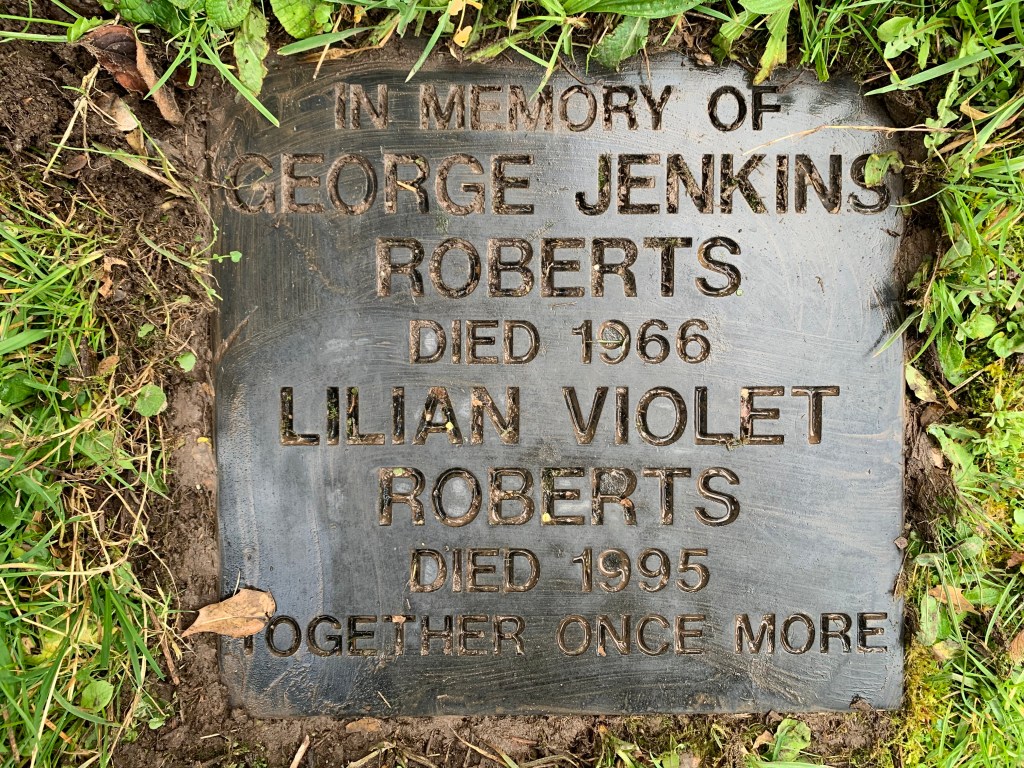 IN MEMORY OF
GEORGE JENKINS
ROBERTS
DIED 1966
LILIAN VIOLET
ROBERTS
DIED 1995
TOGETHER ONCE MORE